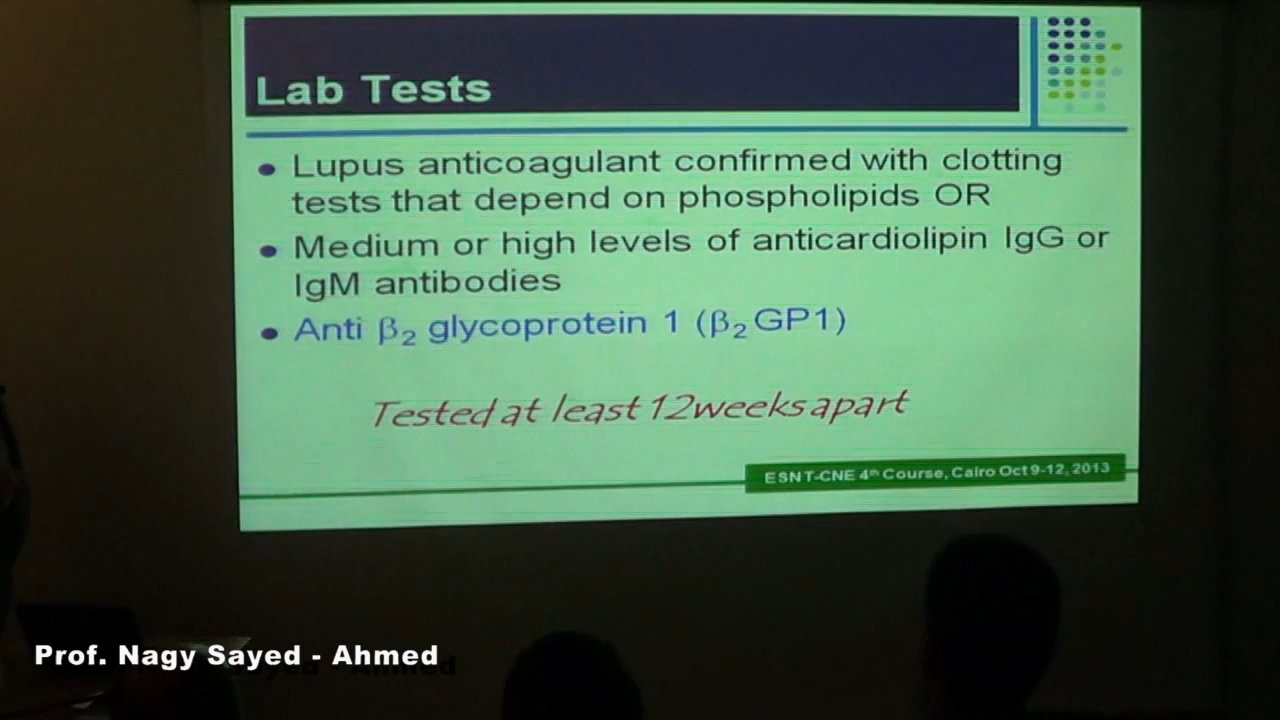 Lab Tests
Lupus anticoagulant confirmed with clotting
tests that depend on phospholipids OR
Medium or high levels of anticardiolipin IgG or
IgM antibodies
Anti β₂ glycoprotein 1 (β₂GP1)
Tested at least 12weeks apart
ESNT-CNE 4th Course, Cairo Oct 9-12, 2013
Prof. Nagy Sayed - Ahmed